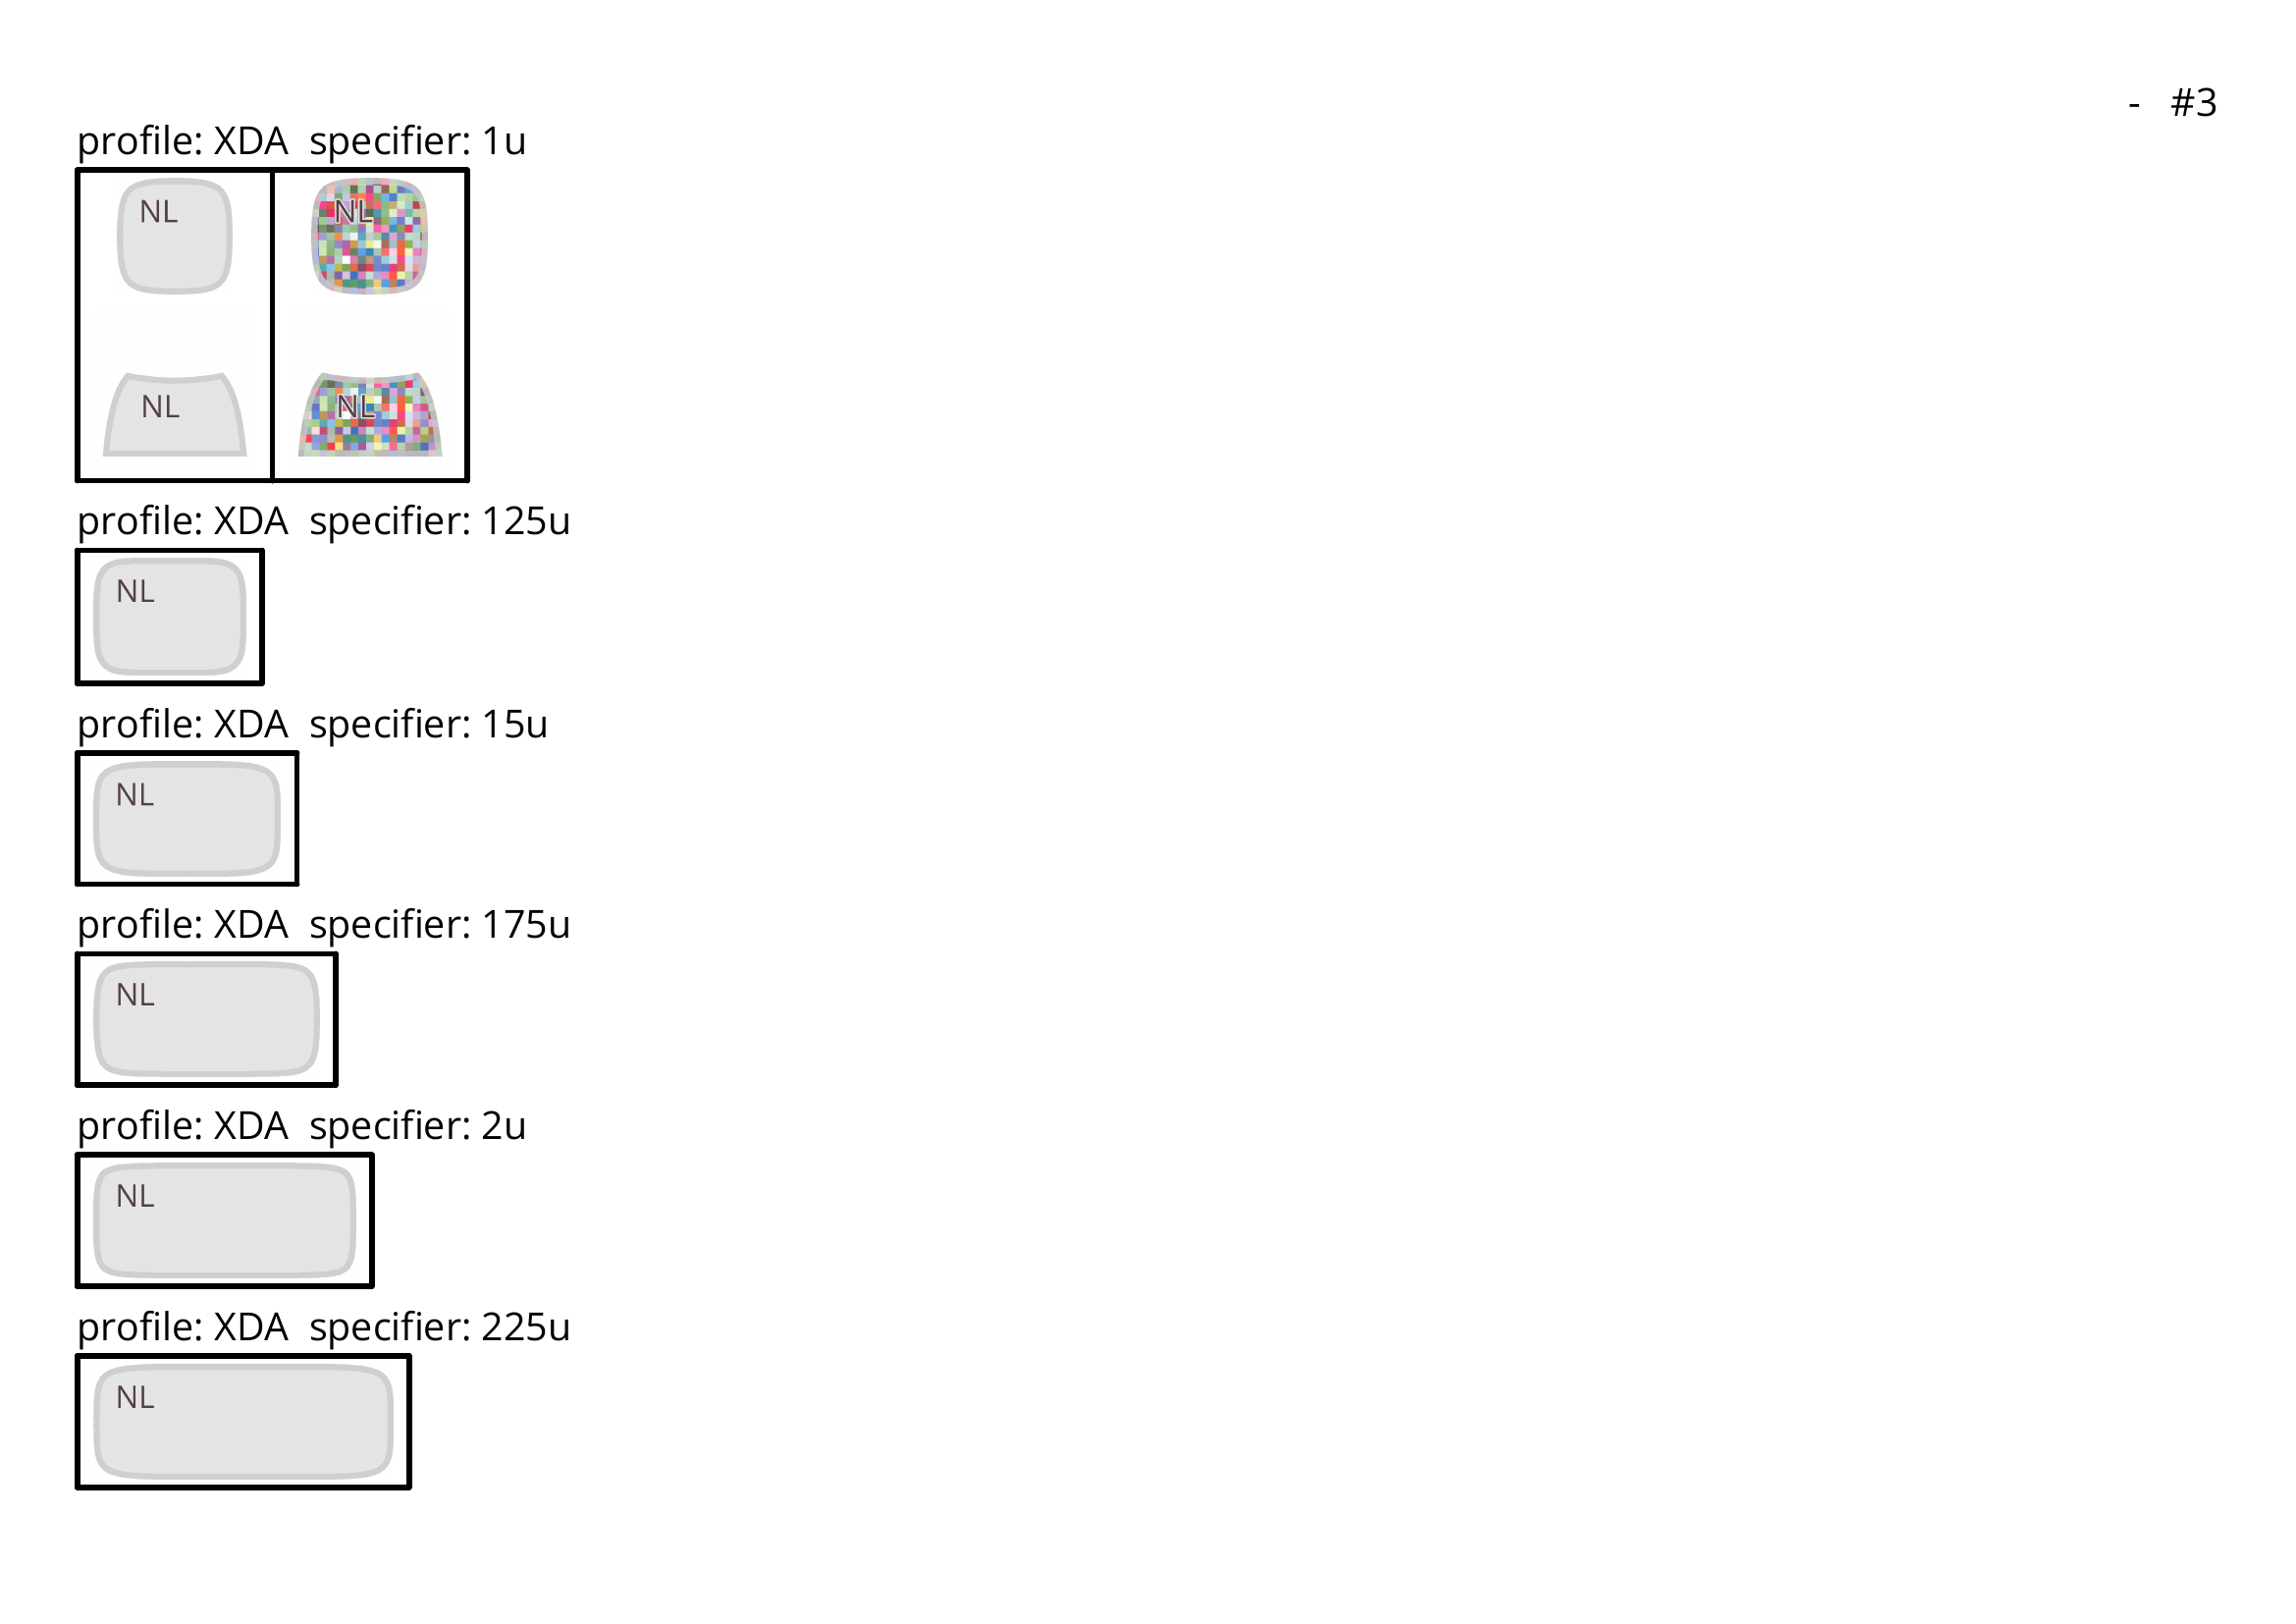 - #3
profile: XDA specifier: 1u
NL NL
NL NL
profile: XDA specifier: 125u
NL
profile: XDA specifier: 15u
NL
profile: XDA specifier: 175u
NL
profile: XDA specifier: 2u
NL
profile: XDA specifier: 225u
NL